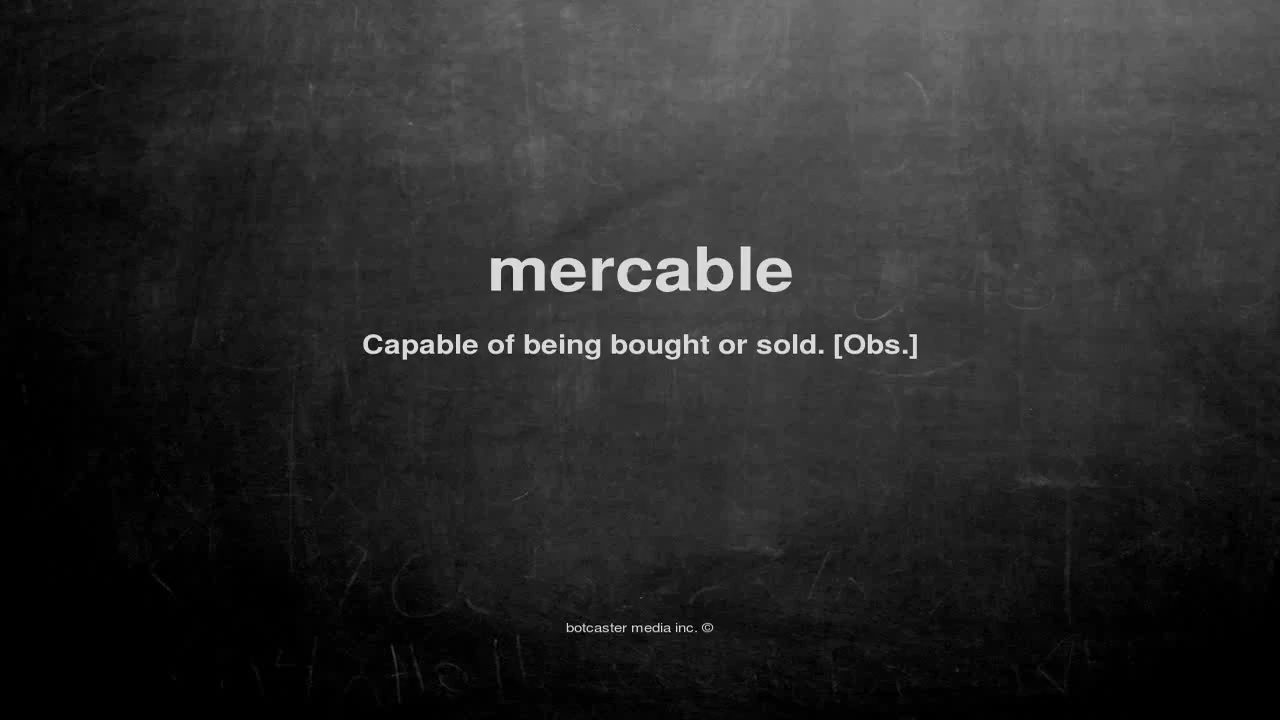 mercable
Capable of being bought or sold. [Obs.]
botcaster media inc. ©